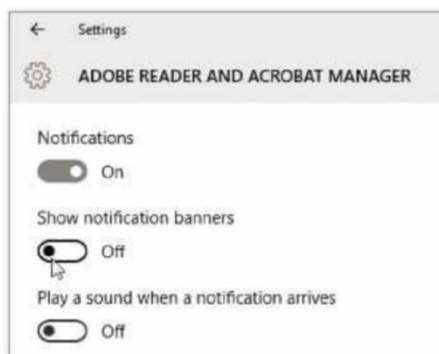 Settings
ADOBE READER AND ACROBAT MANAGER
Notifications
On
Show notification banners
Off
Play a sound when a notification arrives
Off